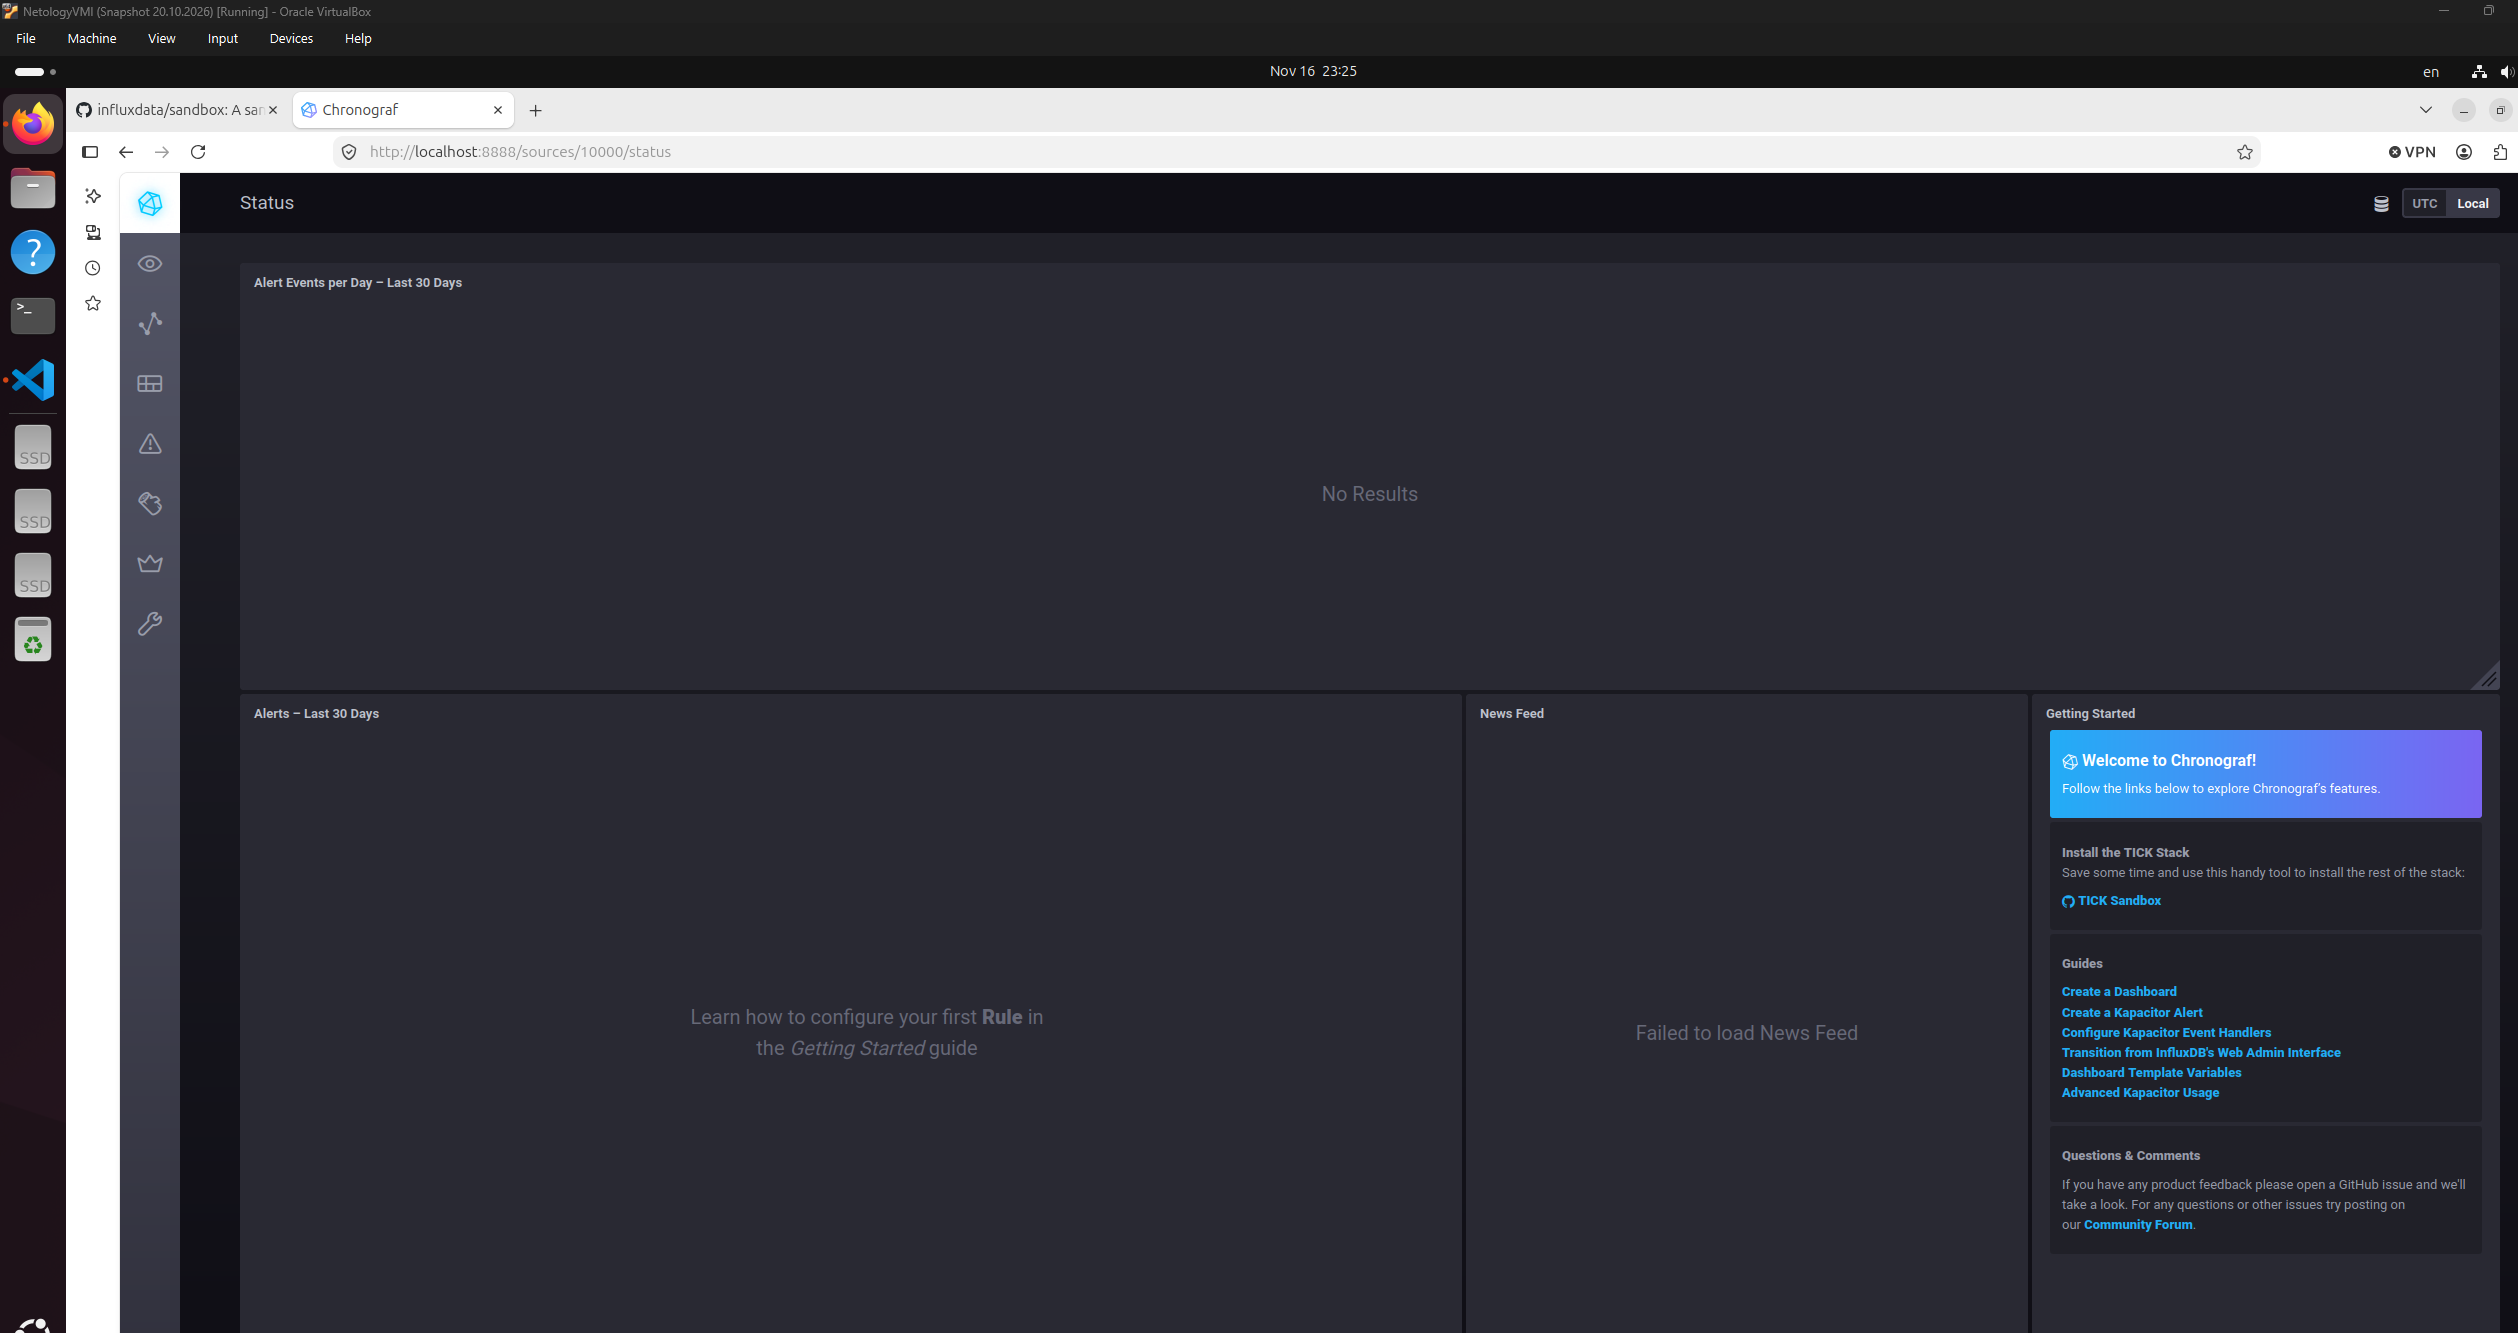 NetologyVMI (Snapshot 20.10.2026) [Running] - Oracle VirtualBox
File Machine View Input Devices Help
Nov 16 23:25
en
influxdata/sandbox: A san
Chronograf
http://localhost:8888/sources/10000/status
VPN
Status
UTC Local
Alert Events per Day – Last 30 Days
No Results
Alerts – Last 30 Days
Learn how to configure your first Rule in
the Getting Started guide
News Feed
Failed to load News Feed
Getting Started
Welcome to Chronograf!
Follow the links below to explore Chronograf's features.
Install the TICK Stack
Save some time and use this handy tool to install the rest of the stack:
TICK Sandbox
Guides
Create a Dashboard
Create a Kapacitor Alert
Configure Kapacitor Event Handlers
Transition from InfluxDB's Web Admin Interface
Dashboard Template Variables
Advanced Kapacitor Usage
Questions & Comments
If you have any product feedback please open a GitHub issue and we'll
take a look. For any questions or other issues try posting on
our Community Forum.
SSD
SSD
SSD